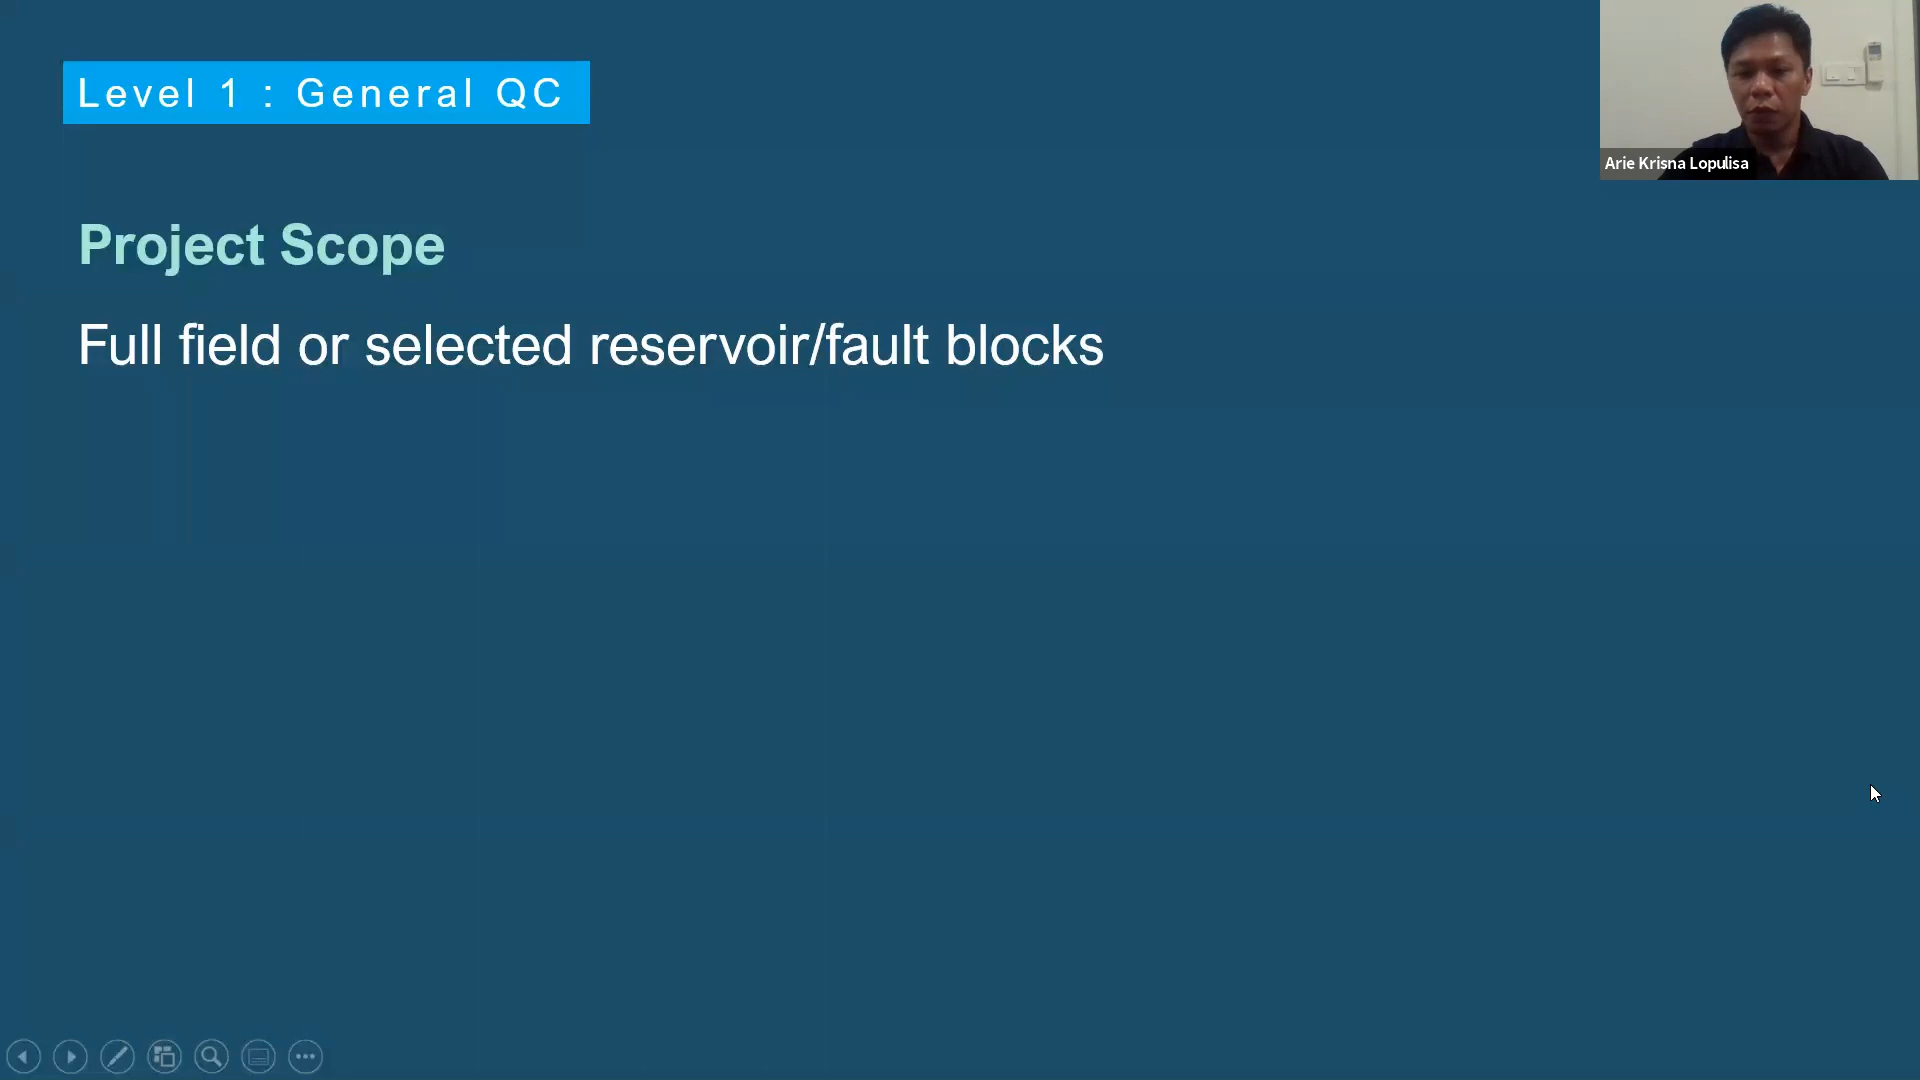 Level 1 : General QC
Arie Krisna Lopulisa
Project Scope
Full field or selected reservoir/fault blocks